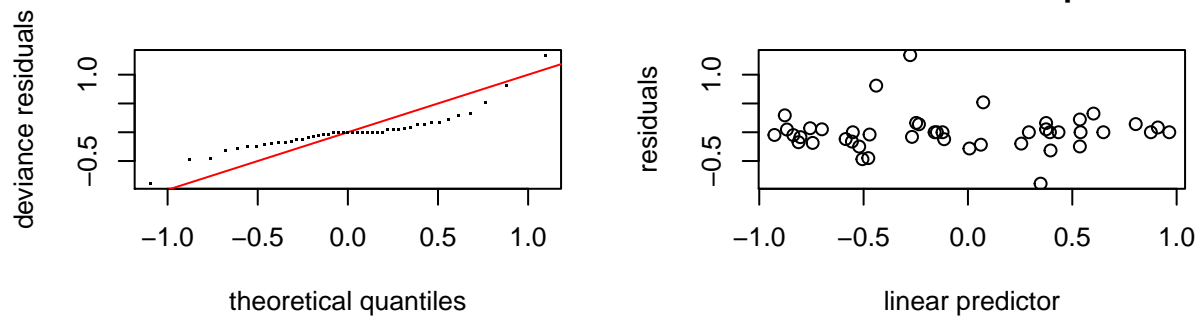 deviance residuals
1.0
−0.5
−1.0 −0.5 0.0 0.5 1.0
theoretical quantiles
residuals
1.0
−0.5
−1.0 −0.5 0.0 0.5 1.0
linear predictor